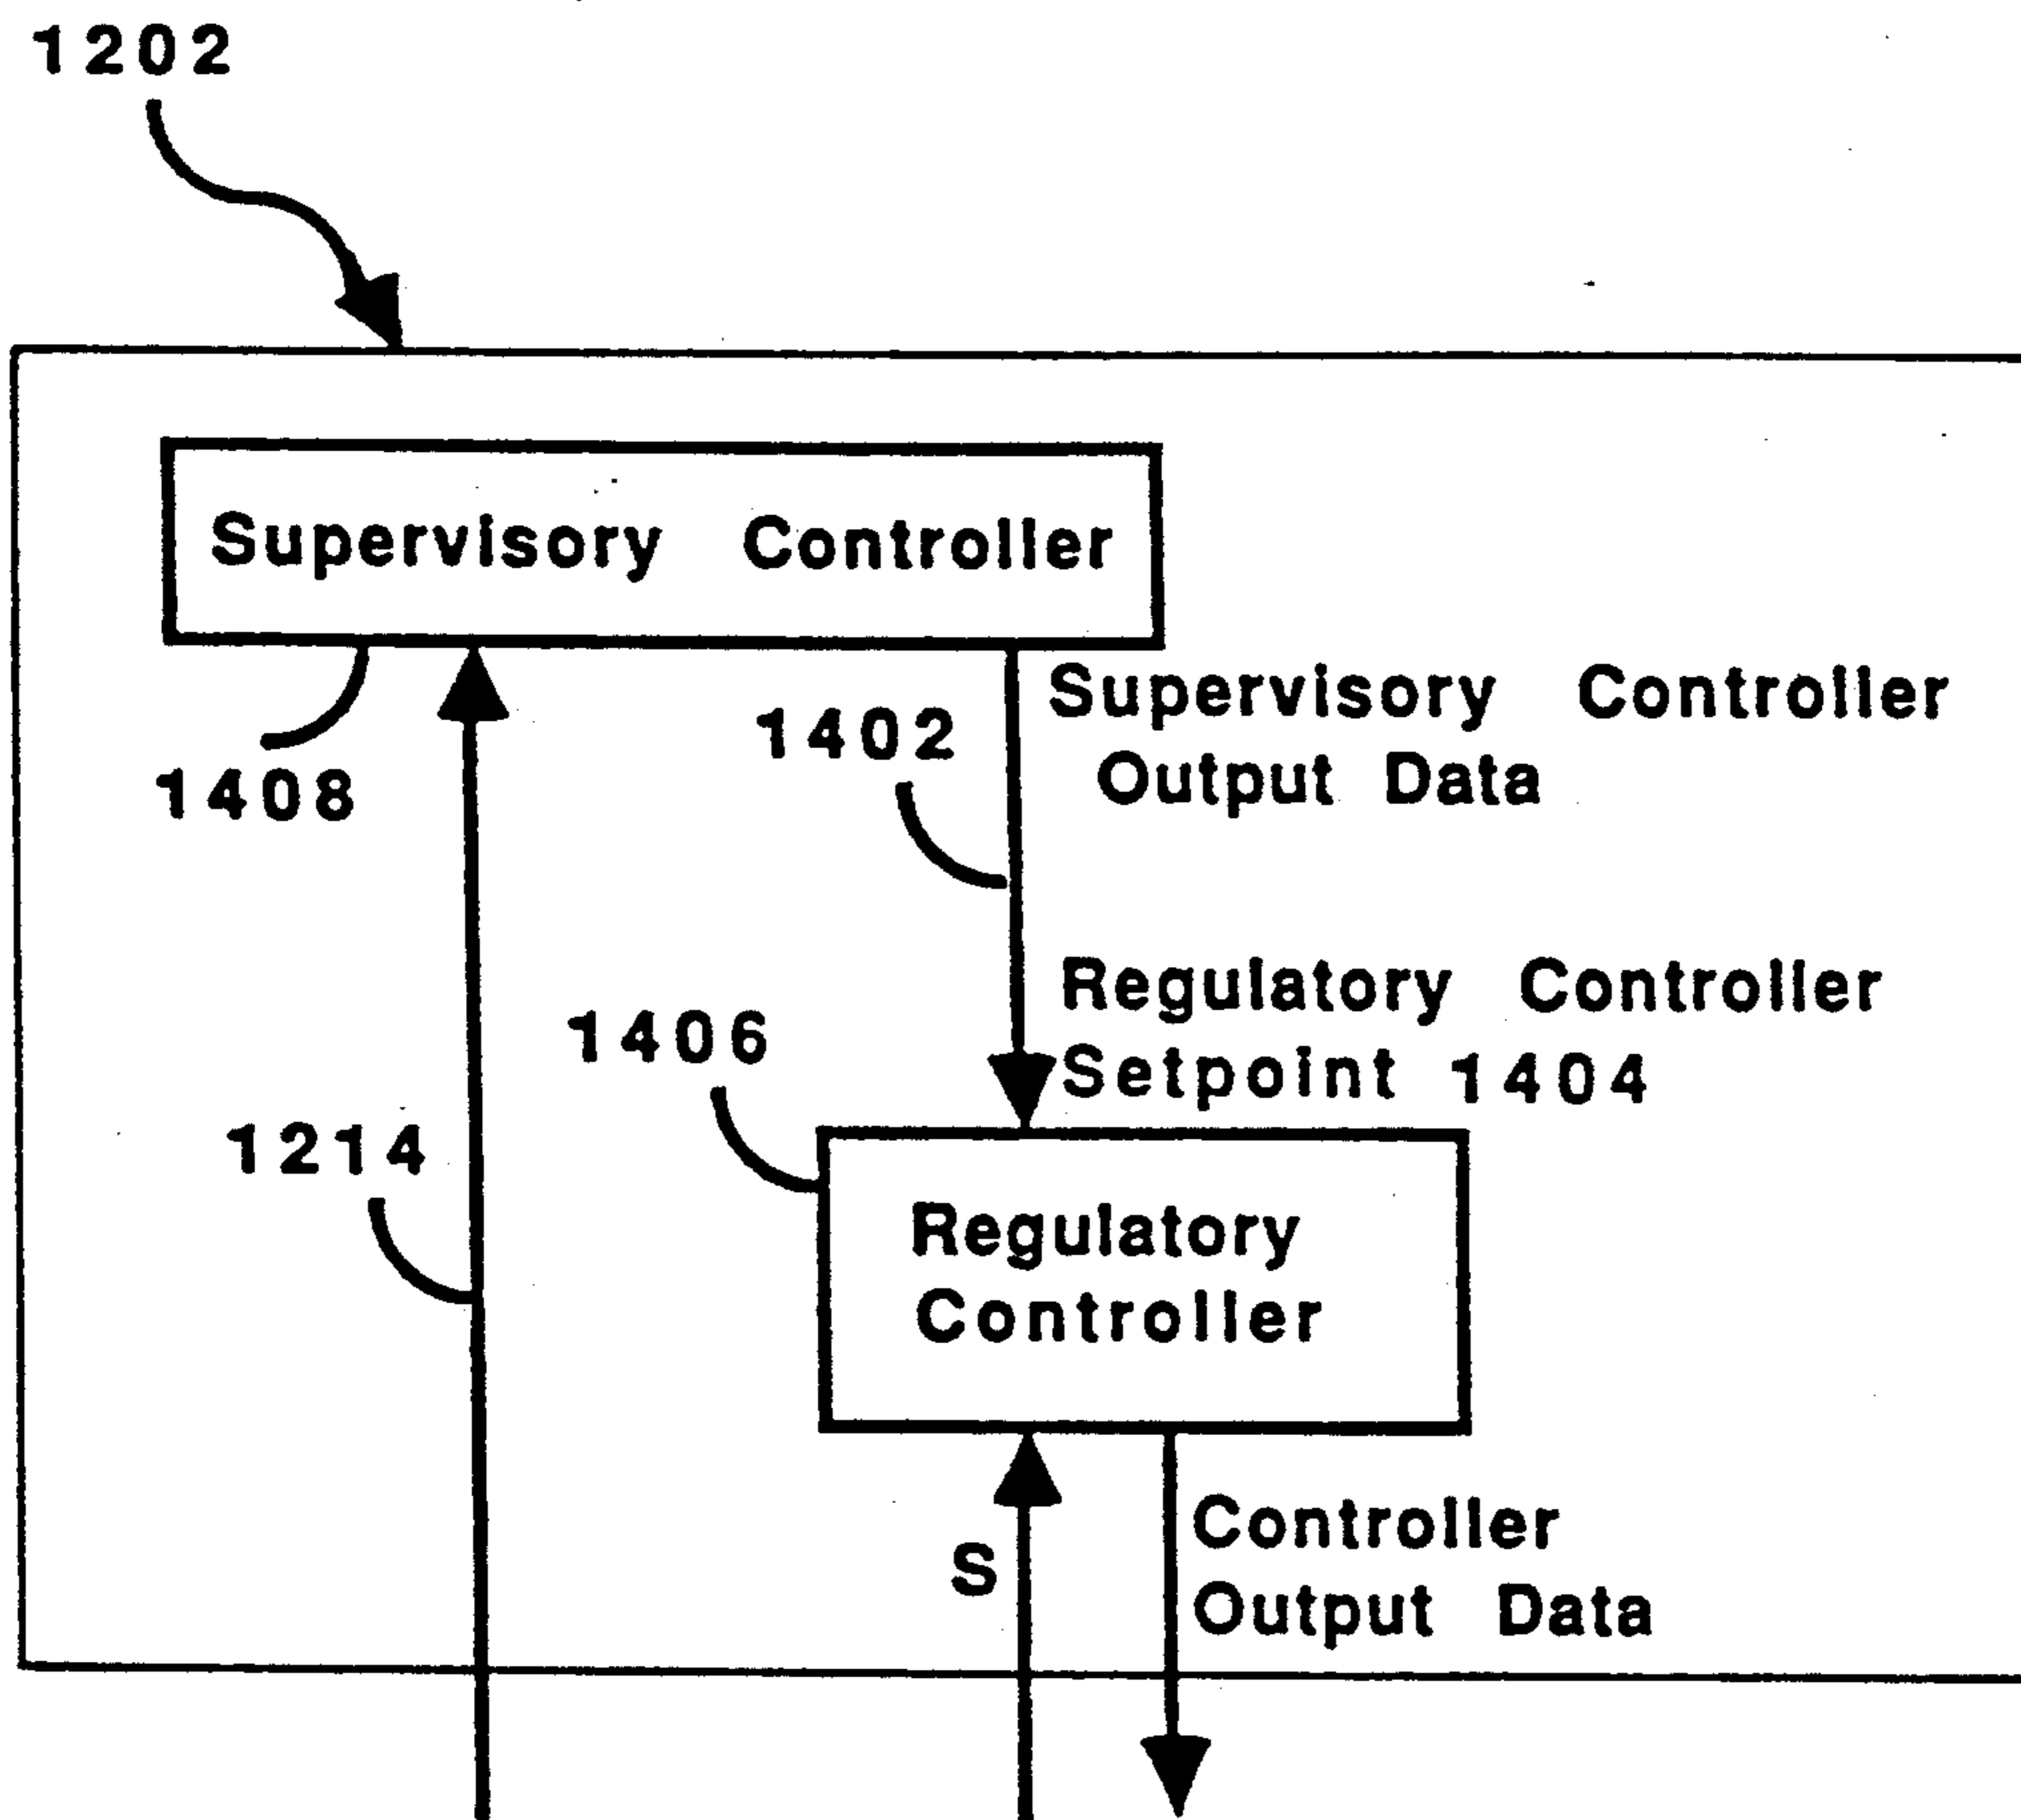 1202
Supervisory Controller
Supervisory Controller
Output Data
1402
1408
Regulatory Controller
Setpoint 1404
1406
1214
Regulatory
Controller
Controller
Output Data
S